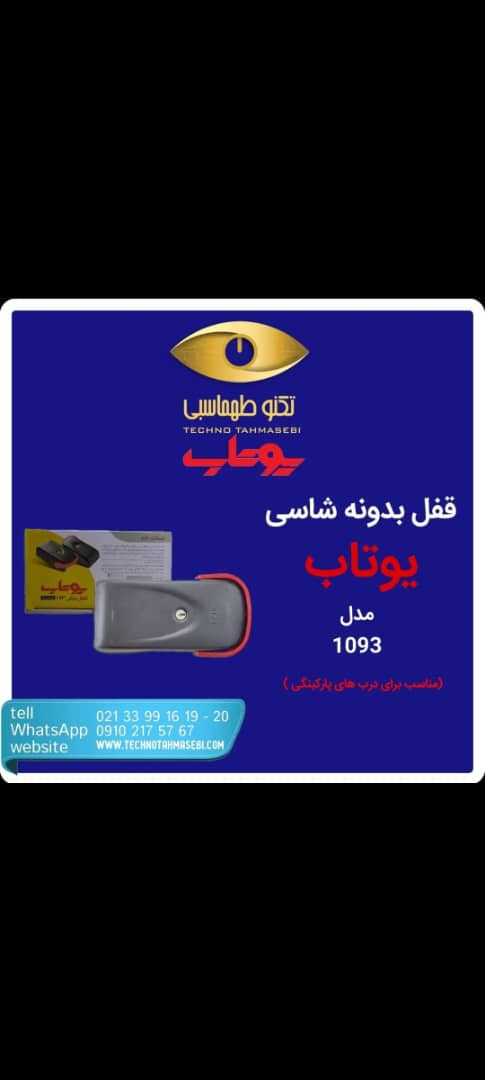 تکنو طهماسبی
TECHNO TAHMASEBI
یوتاب
قفل بدونه شاسی
یوتاب
مدل
1093
(مناسب برای درب های پارکینگی )
یوتاب
tell 021 33 99 16 19 - 20
WhatsApp 0910 217 57 67
website WWW.TECHNOTAHMASEBI.COM